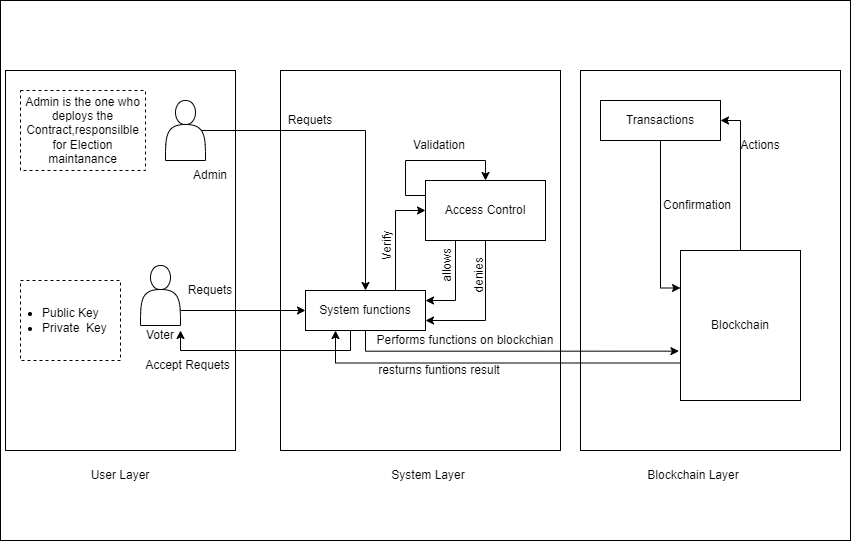 Admin is the one who
deploys the
Contract,responsilble
for Election
maintanance
Admin
Requets
Validation
Access Control
Verify
allows
denies
Transactions
Actions
Confirmation
Public Key
Private Key
Voter
Requets
System functions
Accept Requets
Performs functions on blockchian
resturns funtions result
Blockchain
User Layer
System Layer
Blockchain Layer